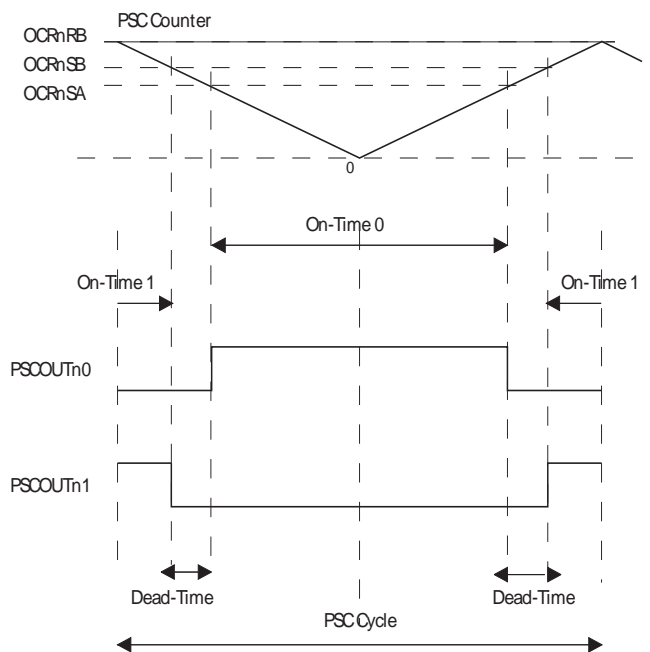 PSC Counter
OCRnRB
OCRnSB
OCRnSA
0
On-Time 0
On-Time 1
On-Time 1
PSCOUTn0
PSCOUTn1
Dead-Time
Dead-Time
PSC Cycle